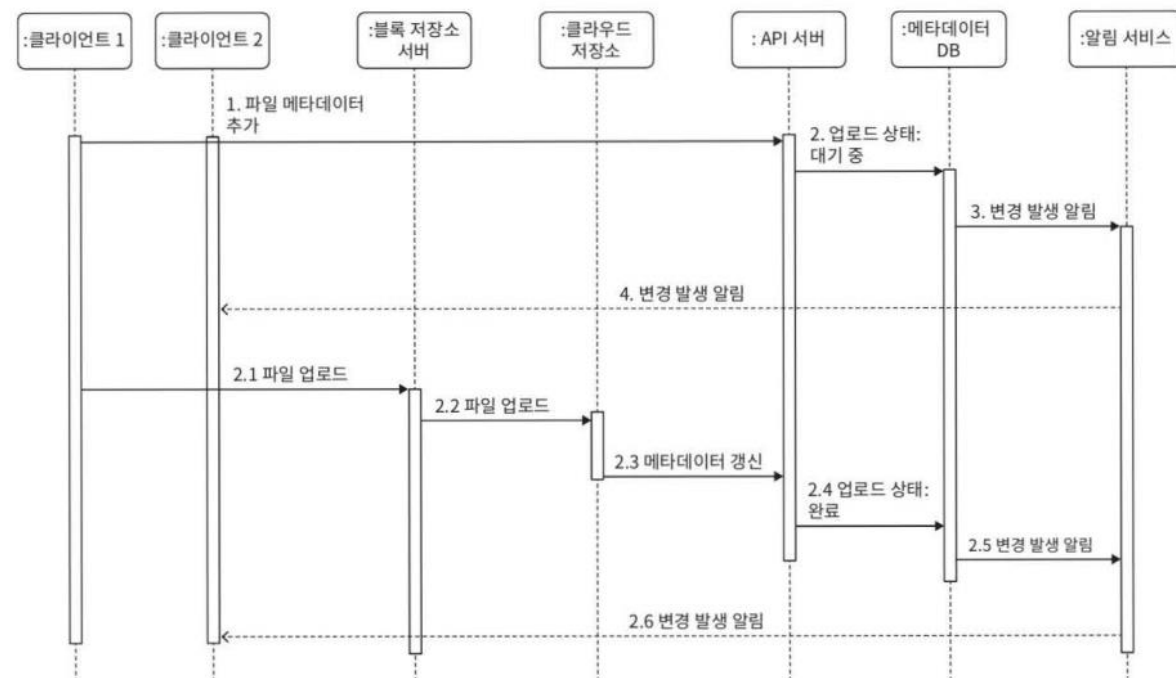 :클라이언트 1
:클라이언트 2
:블록 저장소
서버
:클라우드
저장소
: API 서버
:메타데이터
DB
:알림 서비스
1. 파일 메타데이터
추가
2. 업로드 상태:
대기 중
3. 변경 발생 알림
4. 변경 발생 알림
2.1 파일 업로드
2.2 파일 업로드
2.3 메타데이터 갱신
2.4 업로드 상태:
완료
2.5 변경 발생 알림
2.6 변경 발생 알림